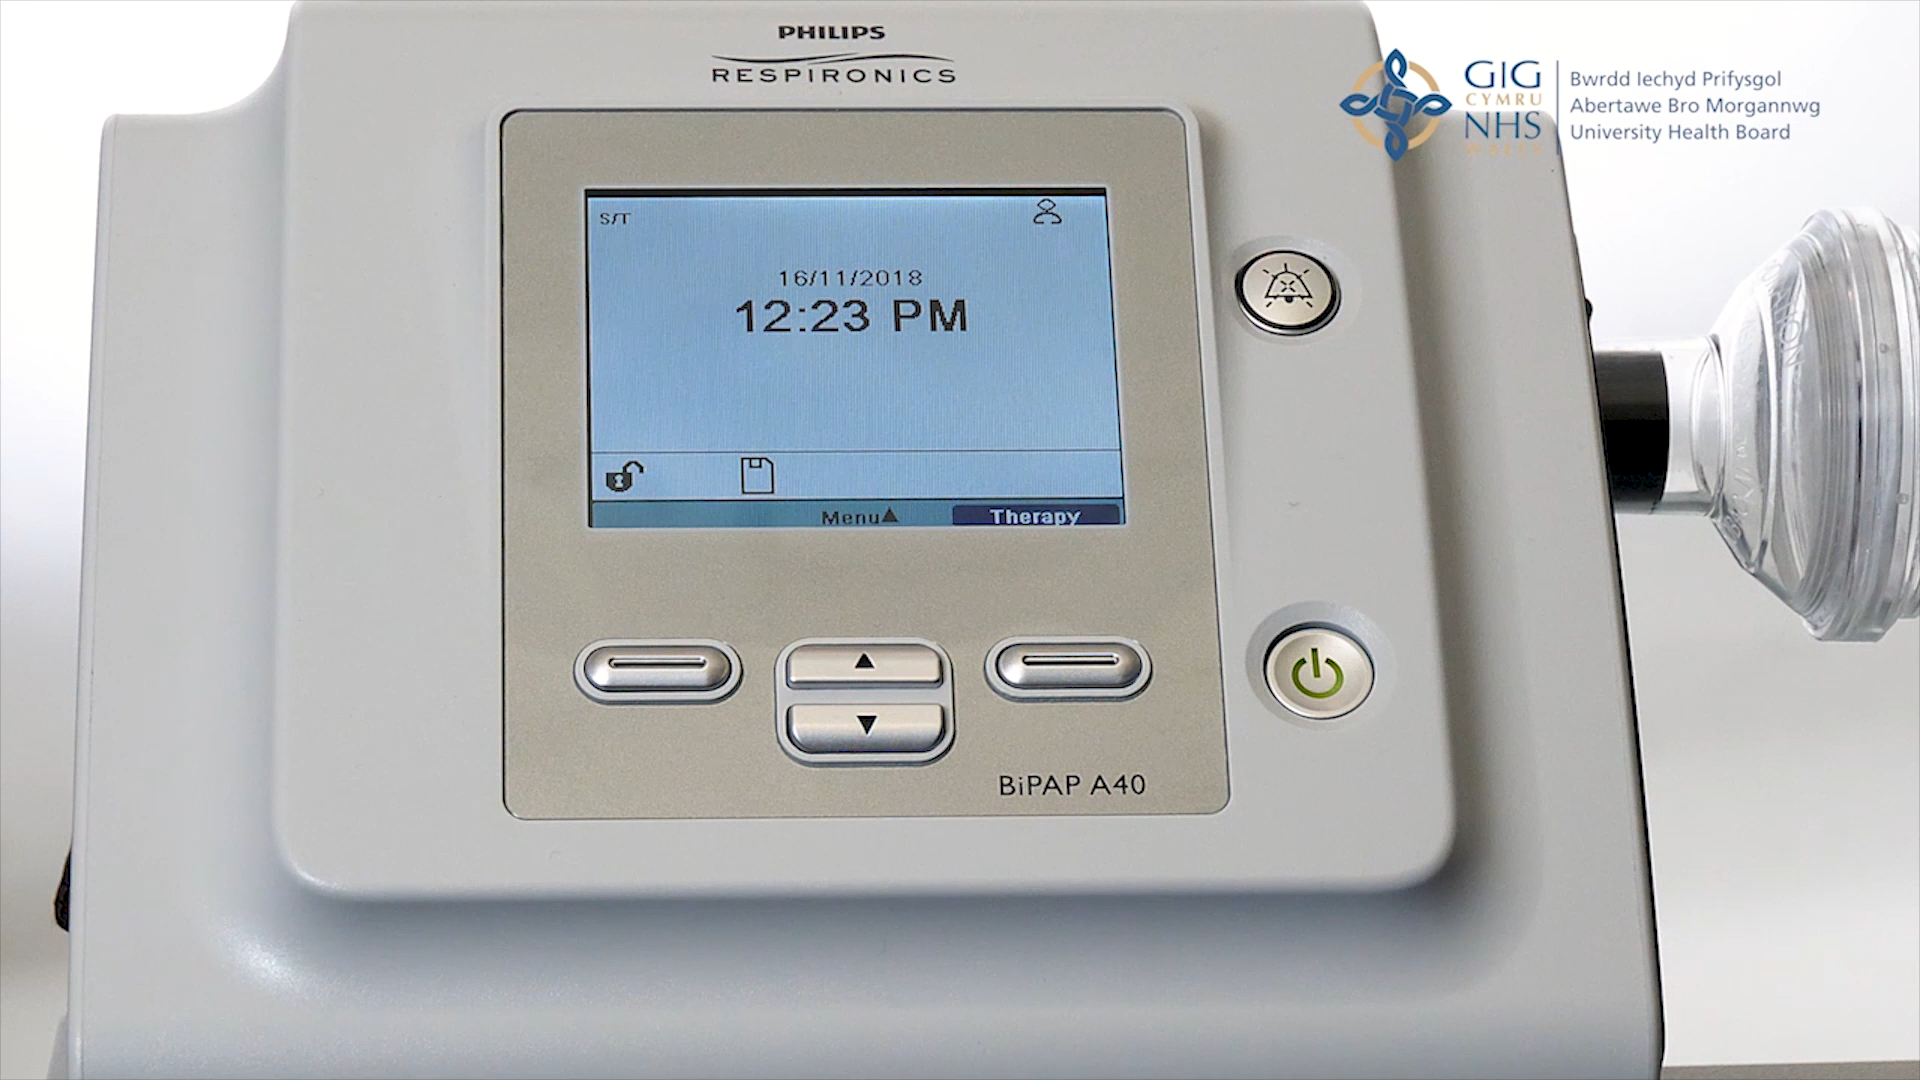 PHILIPS
RESPIRONICS
GIG
CYMRU
NHS
WALES
Bwrdd Iechyd Prifysgol
Abertawe Bro Morgannwg
University Health Board
S/T
16/11/2018
12:23 PM
Menu▲
Therapy
BiPAP A40